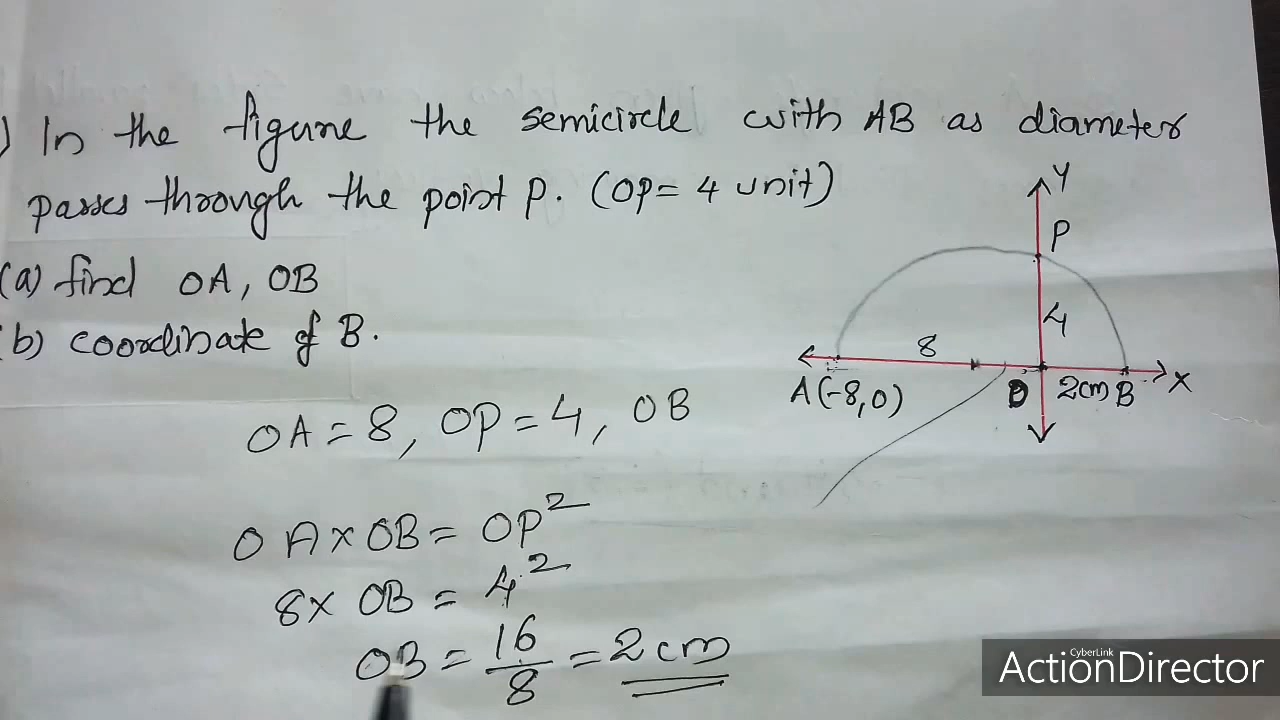 ) In the figure the semicircle with AB as diameter
passes through the point P. (OP= 4 unit)
(a) find OA, OB
b) coordinate of B.
Y
P
4
8
A(-8,0)
O
2cm B
X
OA = 8, OP = 4, OB
OA × OB = OP²
8 × OB = 4²
OB = 16/8 = 2 cm
CyberLink
ActionDirector